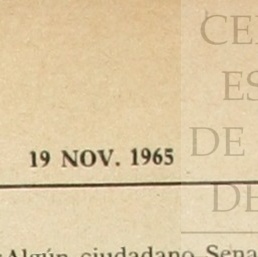 CE
ES
DE
19 NOV. 1965
DE
Algún ciudadano Sena